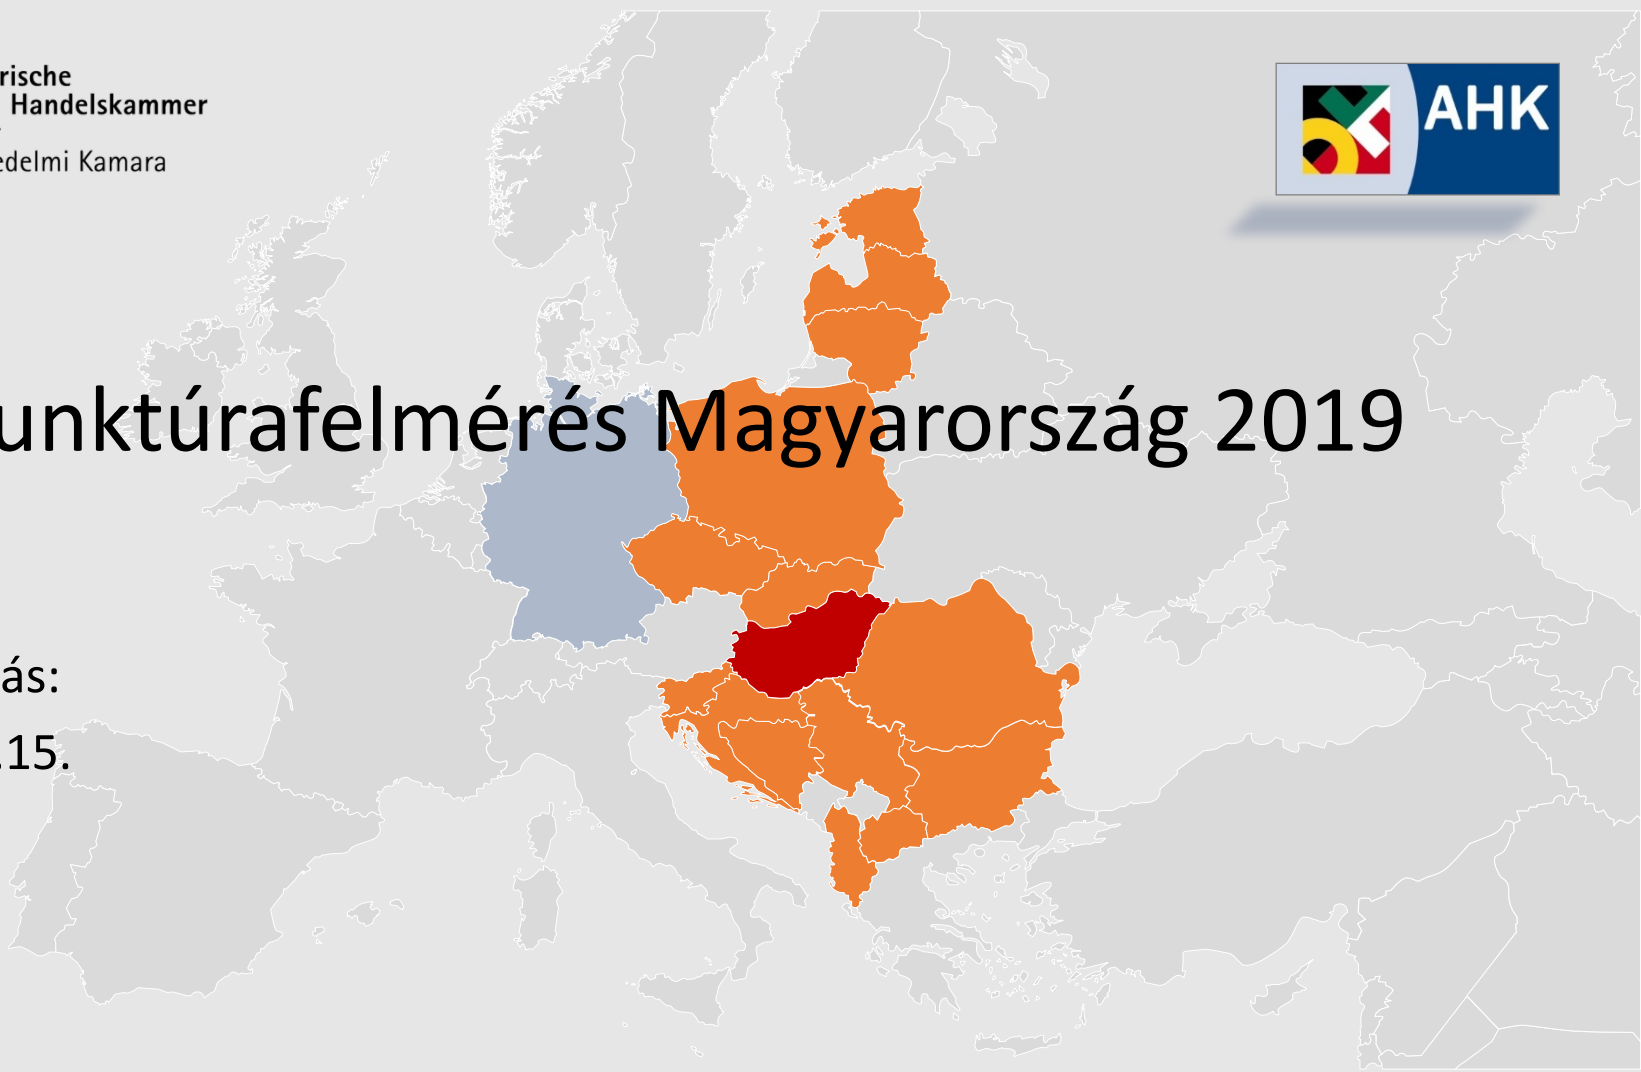 rische
Handelskammer
edelmi Kamara
AHK
unktúrafelmérés Magyarország 2019
ás:
.15.